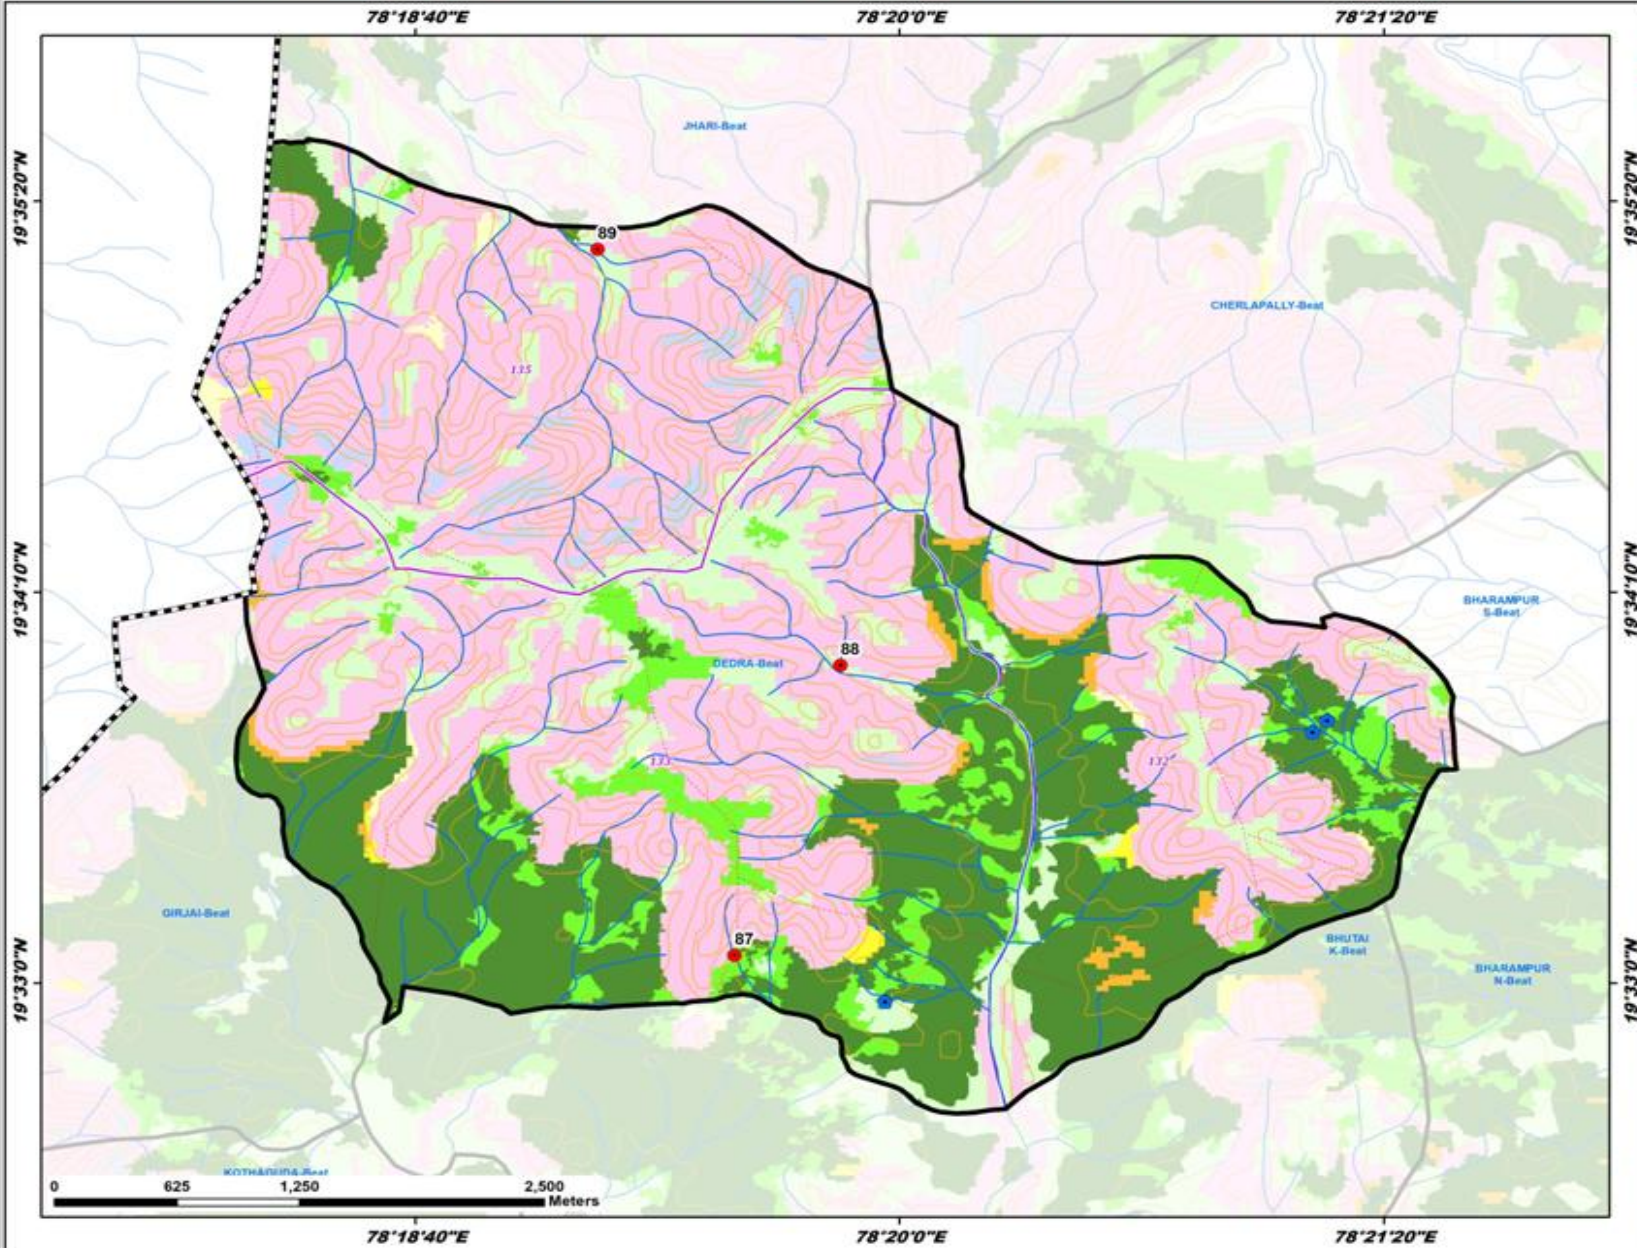 78°18'40"E 78°20'0"E 78°21'20"E
JHARI-Beat
19°35'20"N
19°35'20"N
89
CHERLAPALLY-Beat
135
19°34'10"N
19°34'10"N
BHARAMPUR
S-Beat
88
DEDRA-Beat
133
132
GIRJAI-Beat
87
BHUTAI
K-Beat
BHARAMPUR
N-Beat
19°33'0"N
19°33'0"N
KOTHAGUDA-Beat
0 625 1,250 2,500
Meters
78°18'40"E 78°20'0"E 78°21'20"E